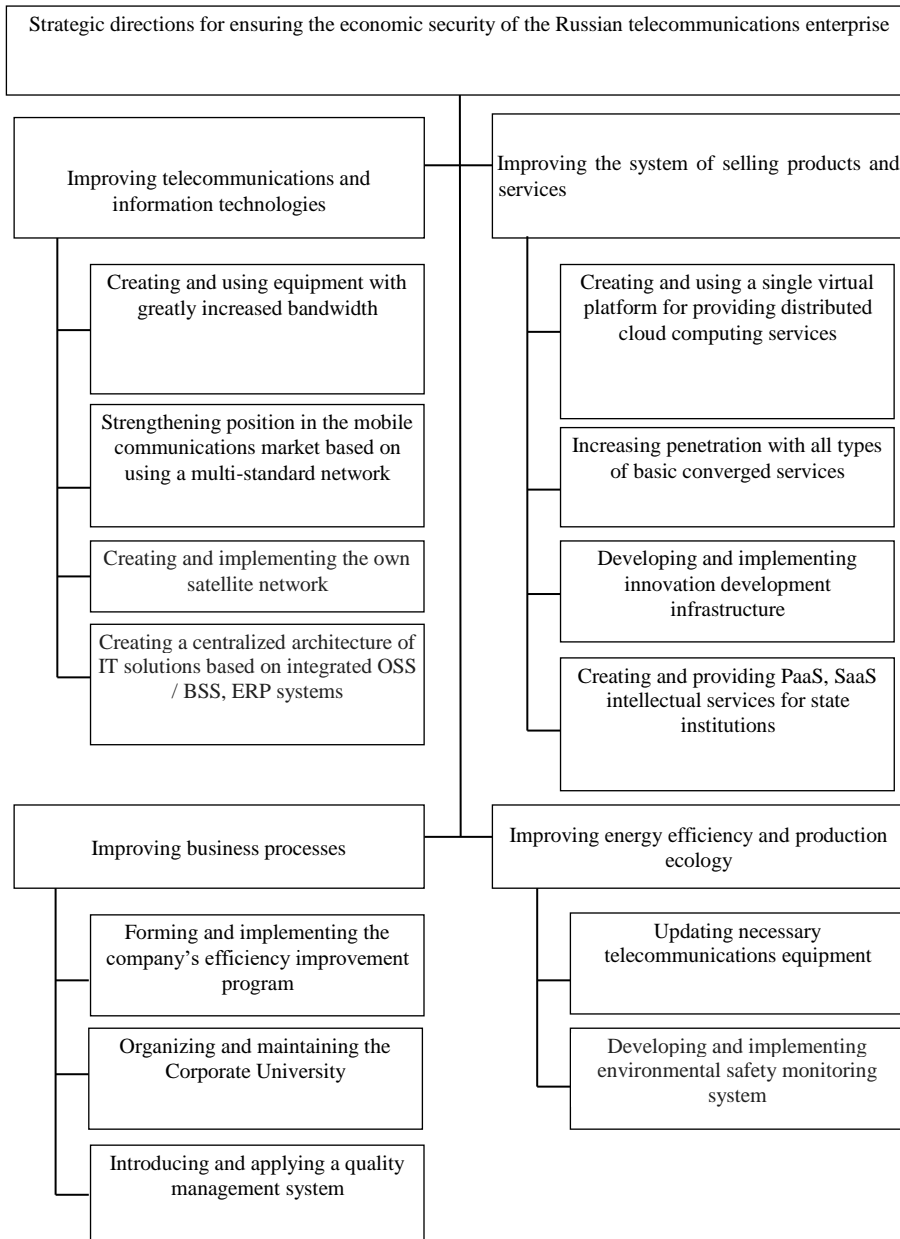 Strategic directions for ensuring the economic security of the Russian telecommunications enterprise
Improving telecommunications and
information technologies
Creating and using equipment with
greatly increased bandwidth
Strengthening position in the mobile
communications market based on
using a multi-standard network
Creating and implementing the own
satellite network
Creating a centralized architecture of
IT solutions based on integrated OSS
/ BSS, ERP systems
Improving the system of selling products and
services
Creating and using a single virtual
platform for providing distributed
cloud computing services
Increasing penetration with all types
of basic converged services
Developing and implementing
innovation development
infrastructure
Creating and providing PaaS, SaaS
intellectual services for state
institutions
Improving business processes
Forming and implementing the
company’s efficiency improvement
program
Organizing and maintaining the
Corporate University
Introducing and applying a quality
management system
Improving energy efficiency and production
ecology
Updating necessary
telecommunications equipment
Developing and implementing
environmental safety monitoring
system